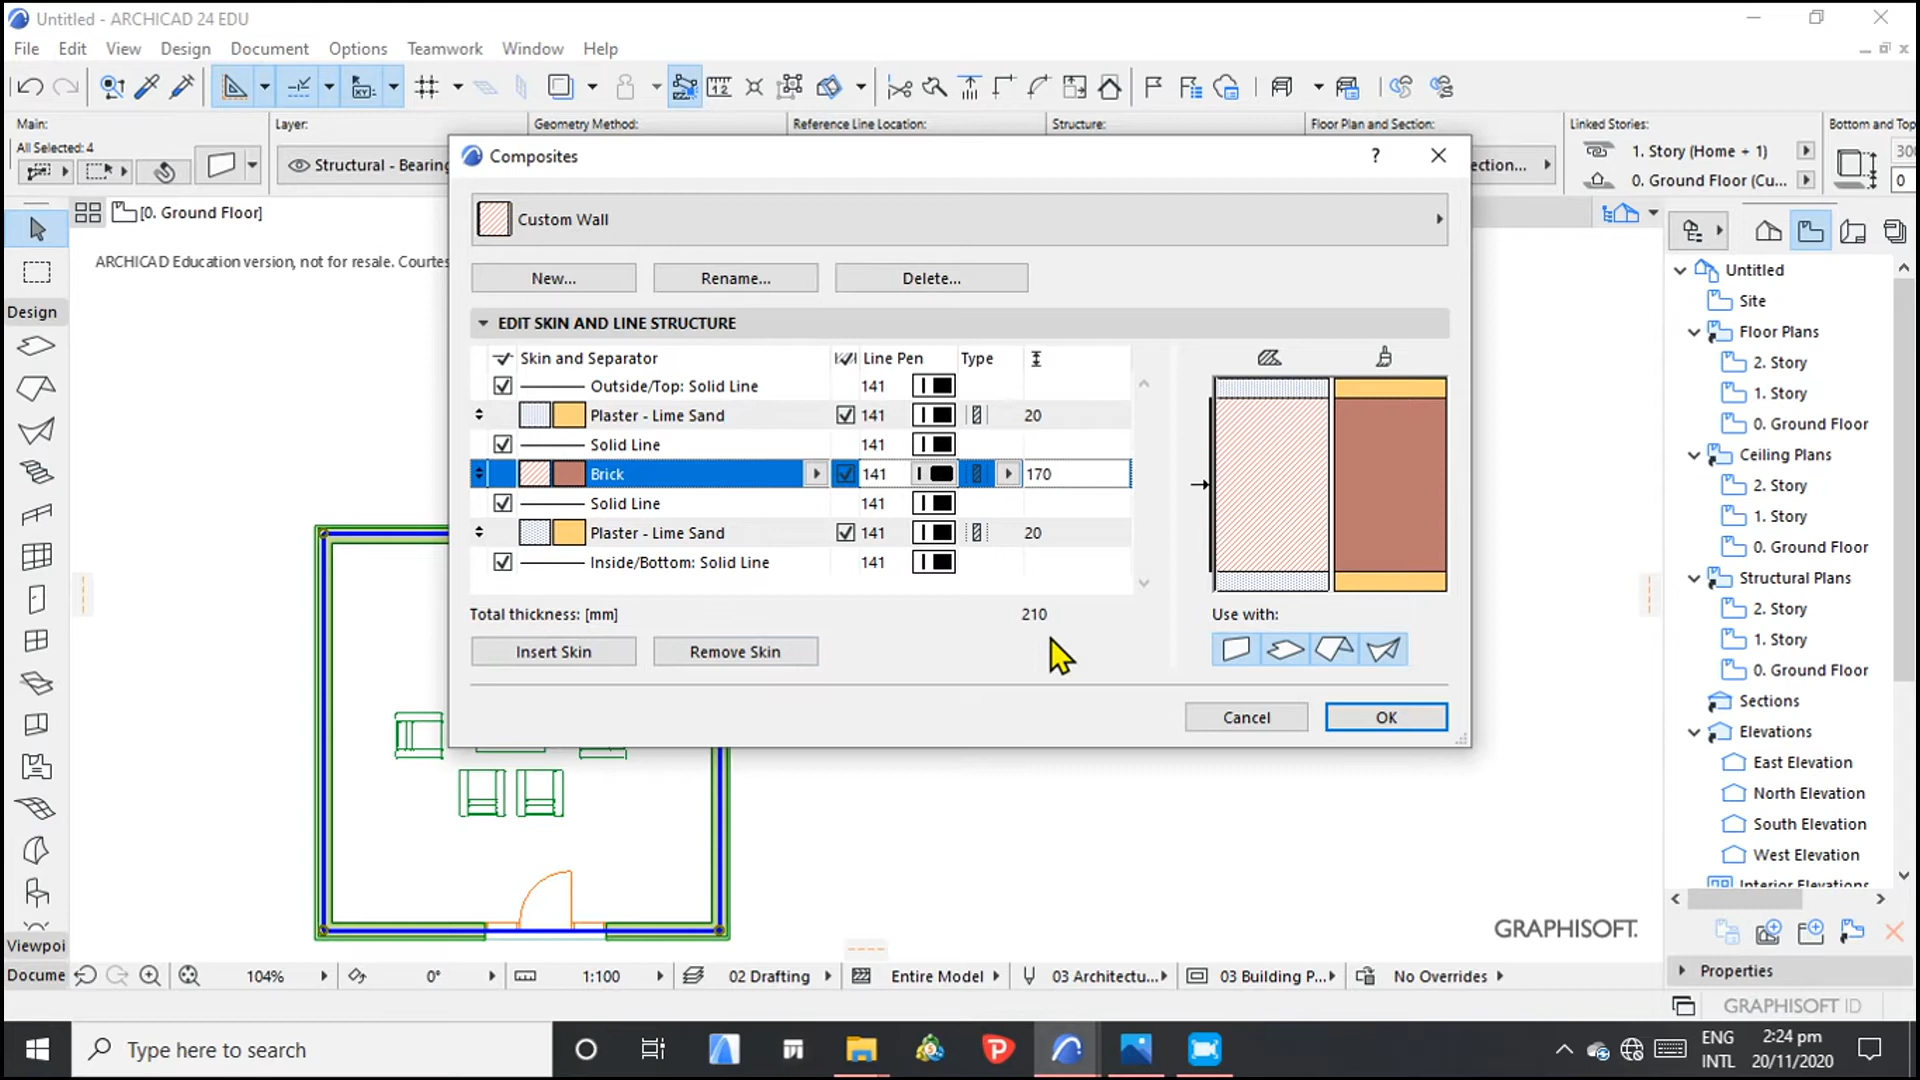 Untitled - ARCHICAD 24 EDU
File Edit View Design Document Options Teamwork Window Help
Main:
Layer:
Geometry Method:
Reference Line Location:
Structure:
Floor Plan and Section:
Linked Stories:
Bottom and Top
All Selected: 4
Structural - Bearing
ection...
1. Story (Home + 1)
0. Ground Floor (Cu...
0
[0. Ground Floor]
ARCHICAD Education version, not for resale. Courtes
Design
Viewpoi
Docume
Composites
?
Custom Wall
New...
Rename...
Delete...
EDIT SKIN AND LINE STRUCTURE
Skin and Separator
Line Pen
Type
Outside/Top: Solid Line 141
Plaster - Lime Sand 141 20
Solid Line 141
Brick 141 170
Solid Line 141
Plaster - Lime Sand 141 20
Inside/Bottom: Solid Line 141
Total thickness: [mm] 210
Use with:
Insert Skin
Remove Skin
Cancel
OK
Untitled
Site
Floor Plans
2. Story
1. Story
0. Ground Floor
Ceiling Plans
2. Story
1. Story
0. Ground Floor
Structural Plans
2. Story
1. Story
0. Ground Floor
Sections
Elevations
East Elevation
North Elevation
South Elevation
West Elevation
Interior Elevations
GRAPHISOFT.
Properties
104%
0°
1:100
02 Drafting
Entire Model
03 Architectu...
03 Building P...
No Overrides
GRAPHISOFT ID
Type here to search
ENG
INTL
2:24 pm
20/11/2020